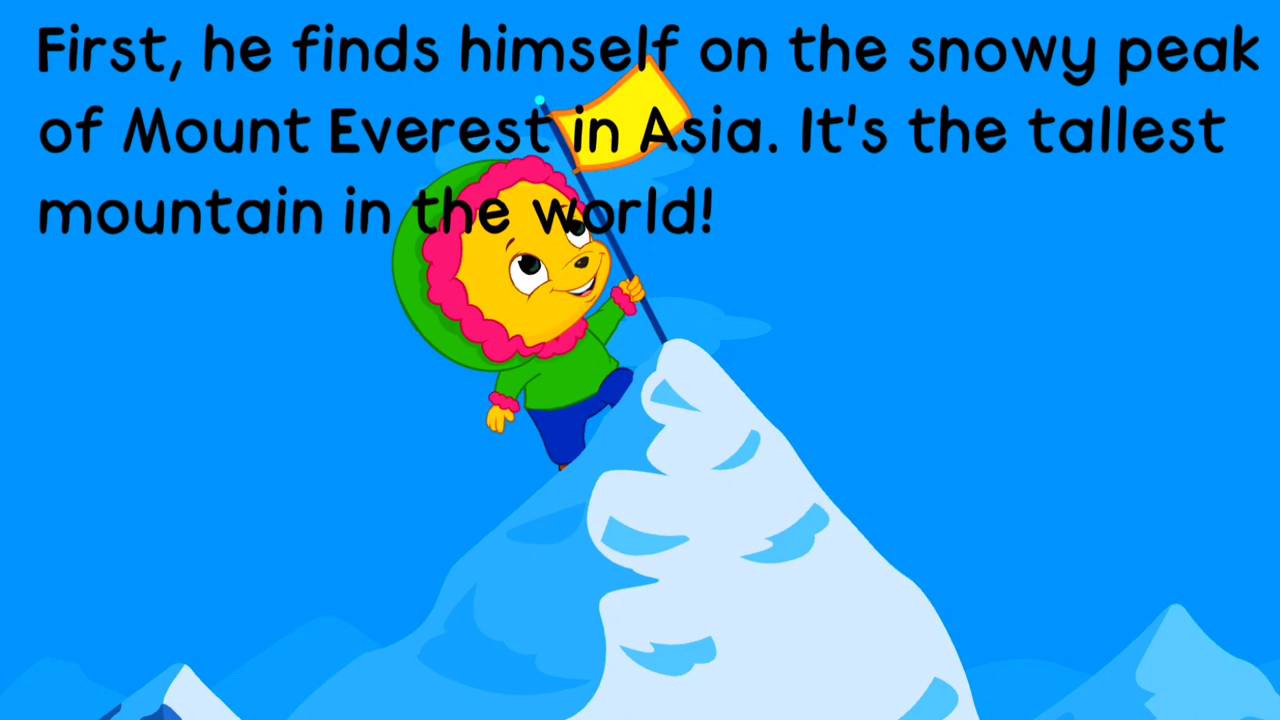 First, he finds himself on the snowy peak
of Mount Everest in Asia. It's the tallest
mountain in the world!